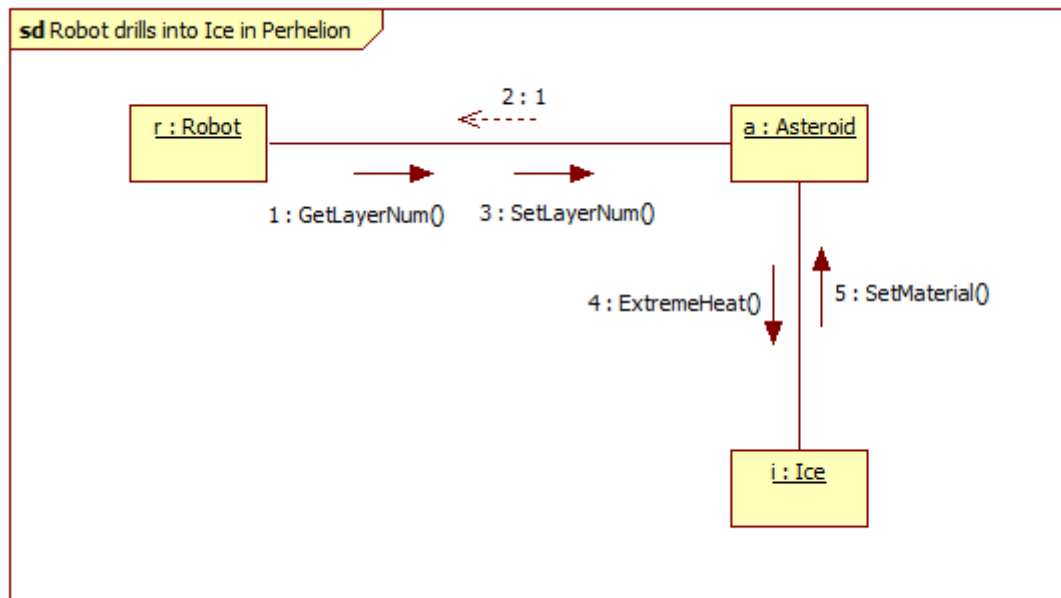 sd Robot drills into Ice in Perhelion
2 : 1
r : Robot
a : Asteroid
1 : GetLayerNum()
3 : SetLayerNum()
4 : ExtremeHeat()
5 : SetMaterial()
i : Ice